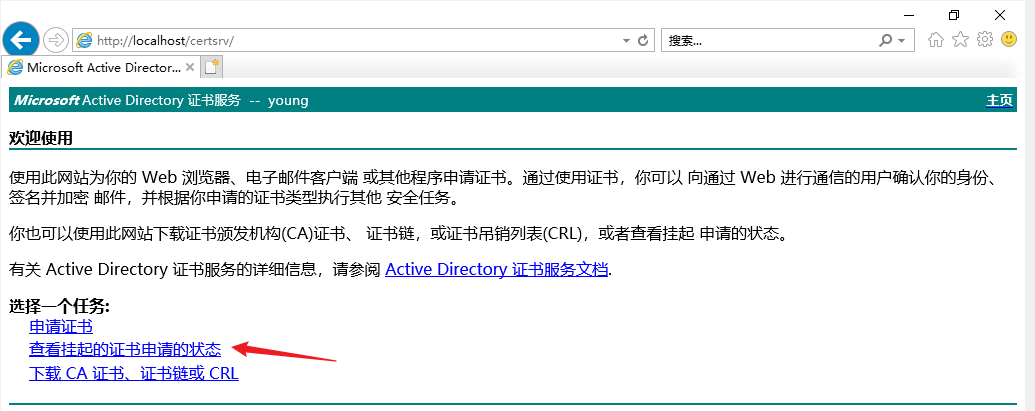 http://localhost/certsrv/
搜索...
Microsoft Active Director...
Microsoft Active Directory 证书服务 -- young
主页
欢迎使用
使用此网站为你的 Web 浏览器、电子邮件客户端 或其他程序申请证书。通过使用证书，你可以 向通过 Web 进行通信的用户确认你的身份、
签名并加密 邮件，并根据你申请的证书类型执行其他 安全任务。
你也可以使用此网站下载证书颁发机构(CA)证书、 证书链，或证书吊销列表(CRL)，或者查看挂起 申请的状态。
有关 Active Directory 证书服务的详细信息，请参阅 Active Directory 证书服务文档.
选择一个任务:
申请证书
查看挂起的证书申请的状态
下载 CA 证书、证书链或 CRL